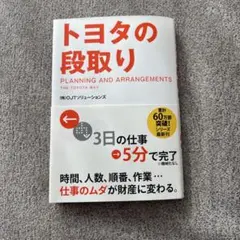 トヨタの
段取り
PLANNING AND ARRANGEMENTS
THE TOYOTA WAY
(株)OJTソリューションズ
累計
60万部
突破!
シリーズ
最新刊
3日の仕事
→5分で完了
時間、人数、順番、作業…
仕事のムダが財産に変わる。